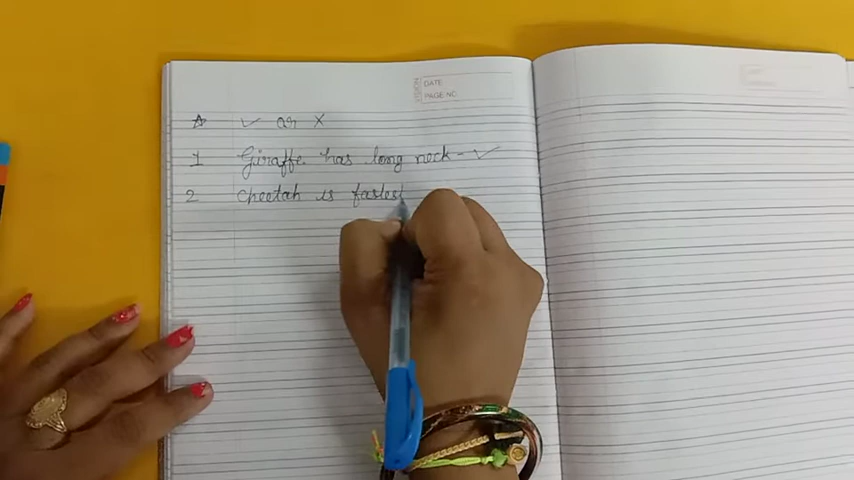 DATE
PAGE NO
☆ ✓ or X
1 Giraffe has long neck - ✓
2 Cheetah is fastest